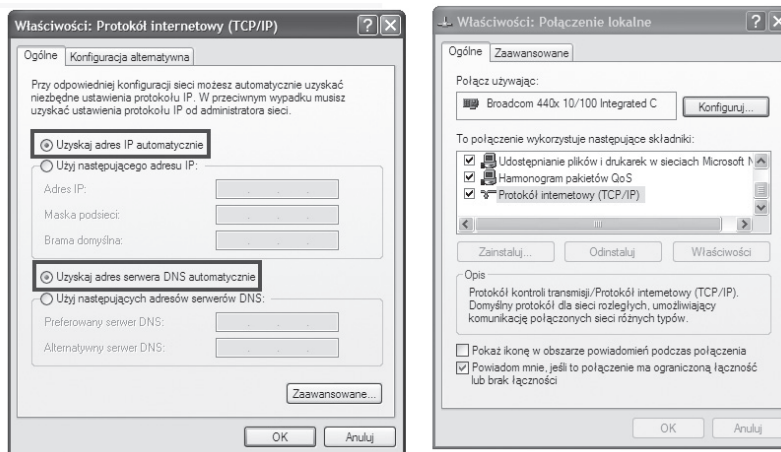 Właściwości: Protokół internetowy (TCP/IP)
Ogólne
Konfiguracja alternatywna
Przy odpowiedniej konfiguracji sieci możesz automatycznie uzyskać
niezbędne ustawienia protokołu IP. W przeciwnym wypadku musisz
uzyskać ustawienia protokołu IP od administratora sieci.
Uzyskaj adres IP automatycznie
Użyj następującego adresu IP:
Adres IP:
Maska podsieci:
Brama domyślna:
Uzyskaj adres serwera DNS automatycznie
Użyj następujących adresów serwerów DNS:
Preferowany serwer DNS:
Alternatywny serwer DNS:
Zaawansowane...
OK
Anuluj
Właściwości: Połączenie lokalne
Ogólne
Zaawansowane
Połącz używając:
Broadcom 440x 10/100 Integrated C
Konfiguruj...
To połączenie wykorzystuje następujące składniki:
Udostępnianie plików i drukarek w sieciach Microsoft N
Harmonogram pakietów QoS
Protokół internetowy (TCP/IP)
Zainstaluj...
Odinstaluj
Właściwości
Opis
Protokół kontroli transmisji/Protokół internetowy (TCP/IP).
Domyślny protokół dla sieci rozległych, umożliwiający
komunikację połączonych sieci różnych typów.
Pokaż ikonę w obszarze powiadomień podczas połączenia
Powiadom mnie, jeśli to połączenie ma ograniczoną łączność
lub brak łączności
OK
Anuluj